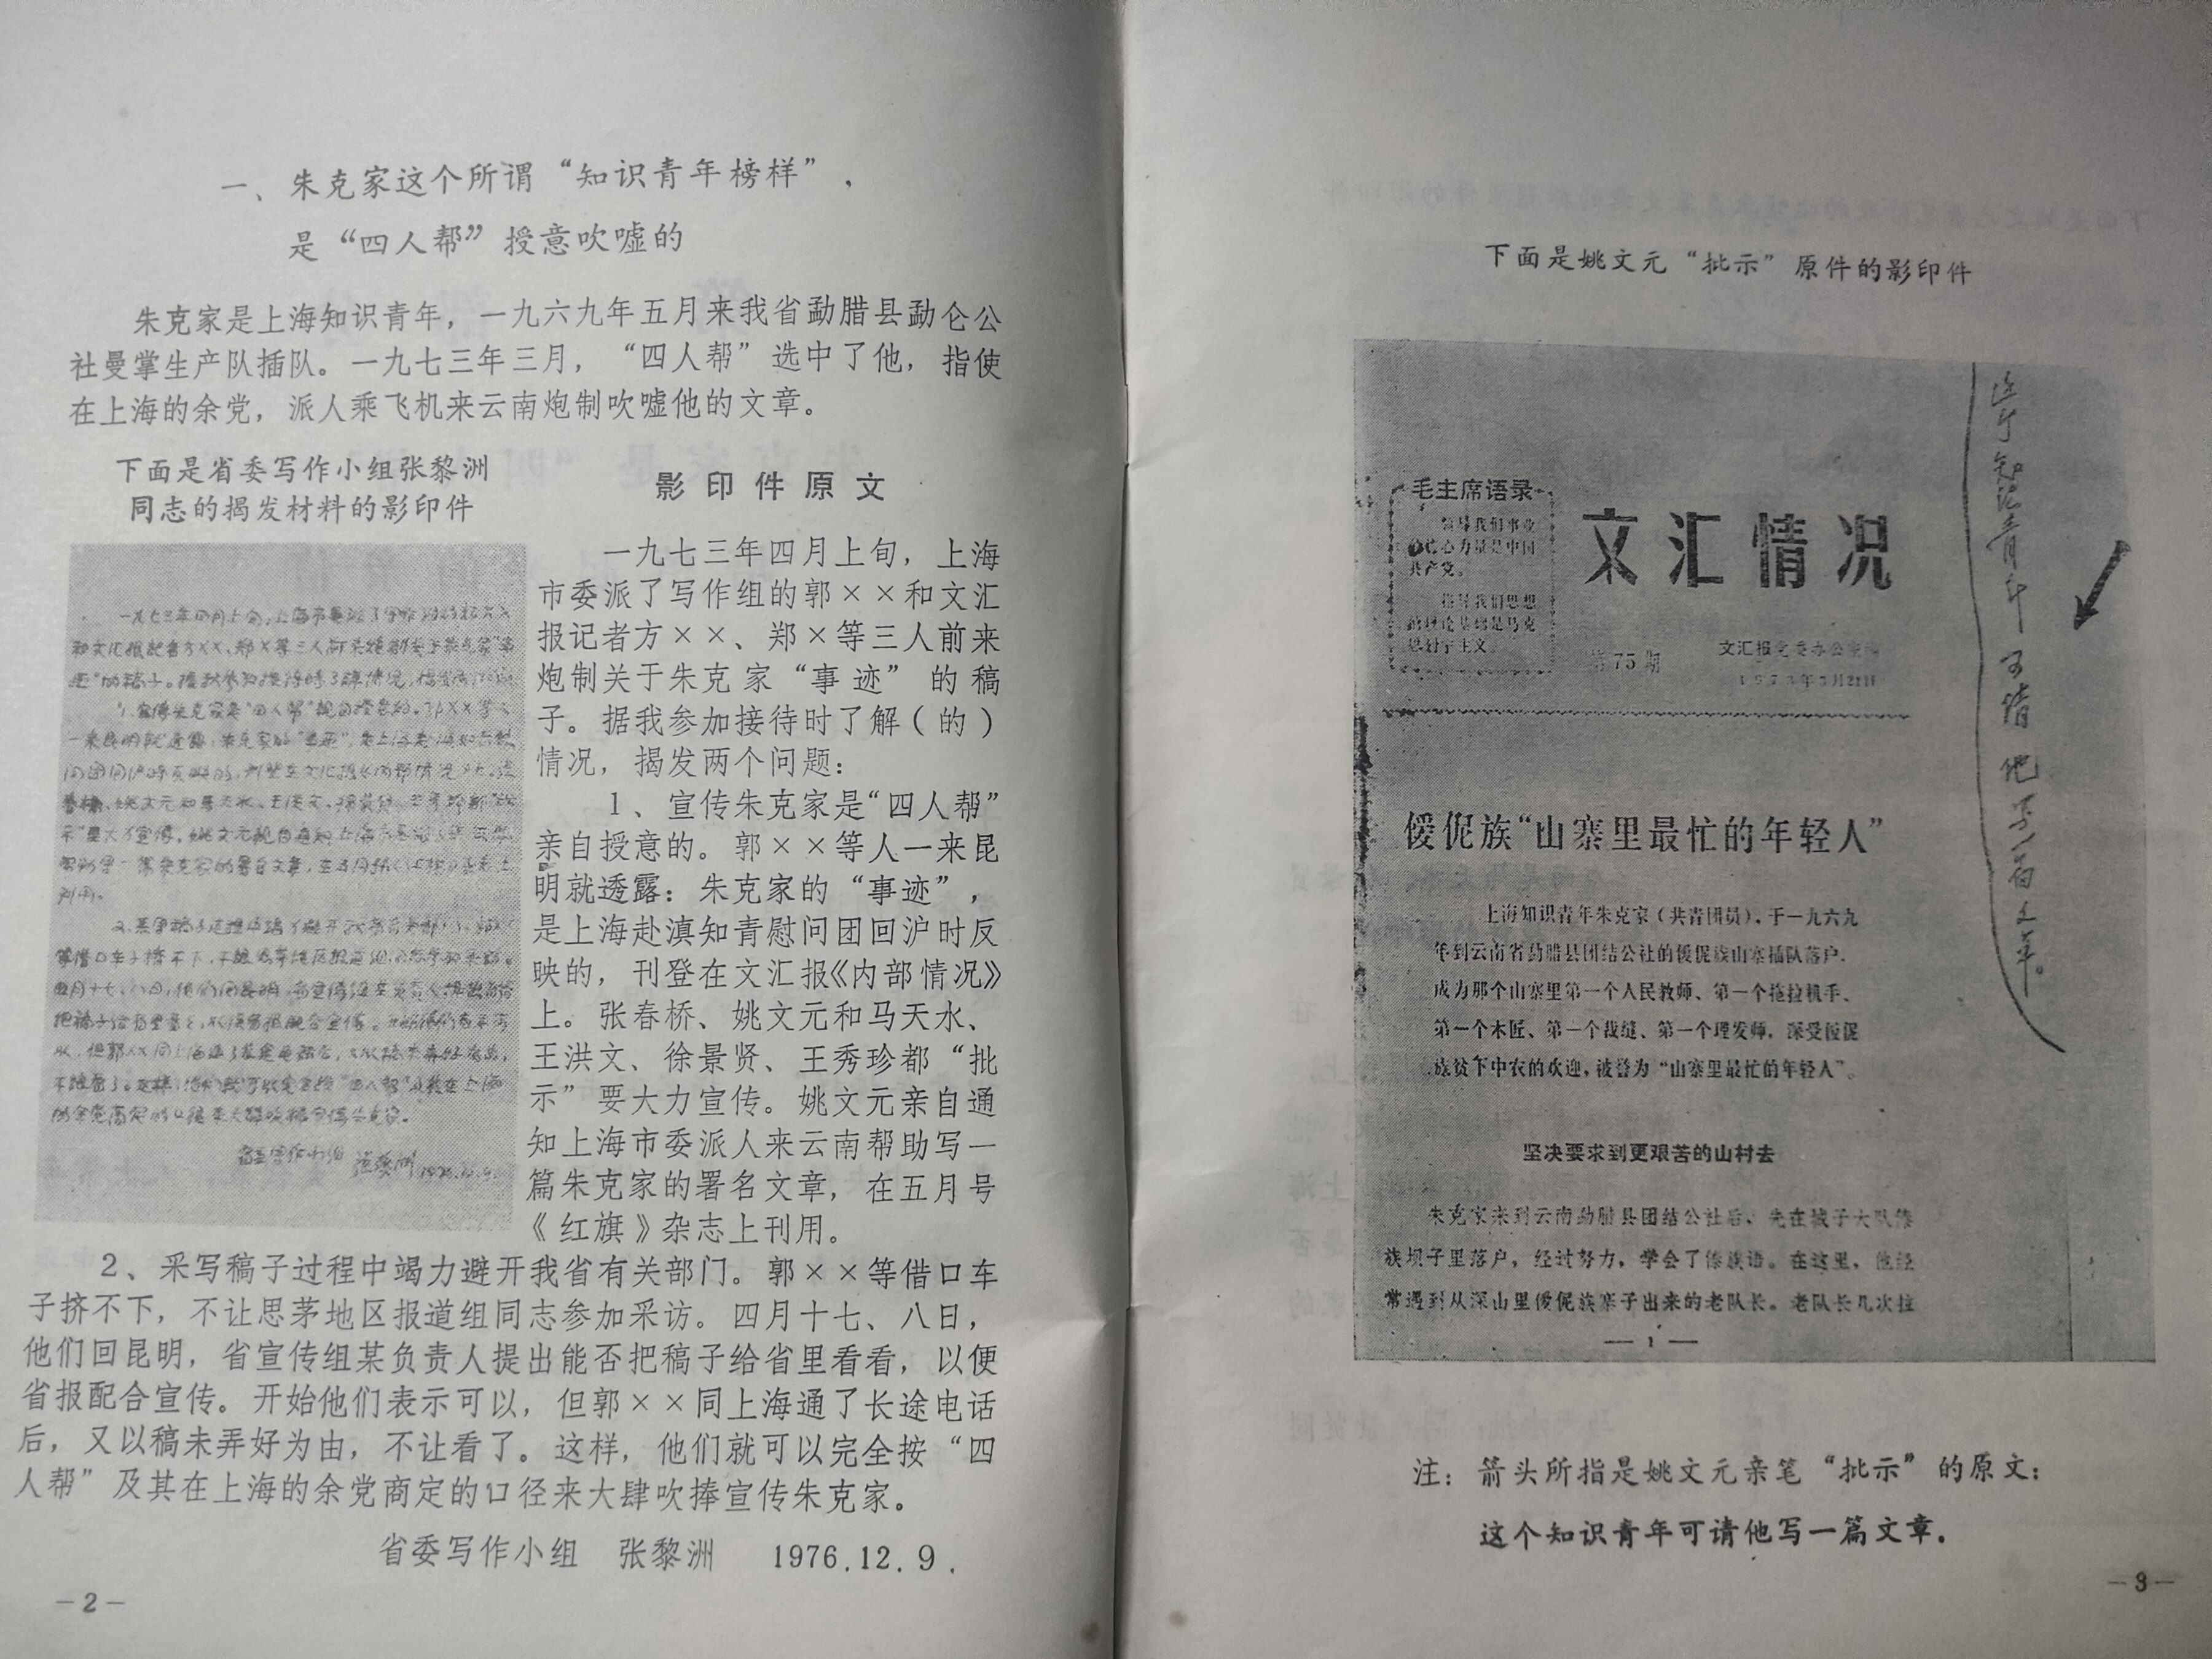 一、朱克家这个所谓“知识青年榜样”，
是“四人帮”授意吹嘘的
朱克家是上海知识青年，一九六九年五月来我省勐腊县勐仑公
社曼掌生产队插队。一九七三年三月，“四人帮”选中了他，指使
在上海的余党，派人乘飞机来云南炮制吹嘘他的文章。
下面是省委写作小组张黎洲
同志的揭发材料的影印件
影印件原文
一九七三年四月上旬，上海
市委派了写作组的郭××和文汇
报记者方××、郑×等三人前来
炮制关于朱克家“事迹”的稿
子。据我参加接待时了解（的）
情况，揭发两个问题：
1、宣传朱克家是“四人帮”
亲自授意的。郭××等人一来昆
明就透露：朱克家的“事迹”，
是上海赴滇知青慰问团回沪时反
映的，刊登在文汇报《内部情况》
上。张春桥、姚文元和马天水、
王洪文、徐景贤、王秀珍都“批
示”要大力宣传。姚文元亲自通
知上海市委派人来云南帮助写一
篇朱克家的署名文章，在五月号
《红旗》杂志上刊用。
2、采写稿子过程中竭力避开我省有关部门。郭××等借口车
子挤不下，不让思茅地区报道组同志参加采访。四月十七、八日，
他们回昆明，省宣传组某负责人提出能否把稿子给省里看看，以便
省报配合宣传。开始他们表示可以，但郭××同上海通了长途电话
后，又以稿未弄好为由，不让看了。这样，他们就可以完全按“四
人帮”及其在上海的余党商定的口径来大肆吹捧宣传朱克家。
省委写作小组 张黎洲 1976.12.9.
—2—
下面是姚文元“批示”原件的影印件
毛主席语录
领导我们事业
的核心力量是中国
共产党。
指导我们思想
的理论基础是马克
思列宁主义。
文汇情况
第75期
文汇报党委办公室
僾伲族“山寨里最忙的年轻人”
上海知识青年朱克家（共青团员），于一九六九
年到云南省勐腊县团结公社的僾伲族山寨插队落户，
成为那个山寨里第一个人民教师、第一个拖拉机手、
第一个木匠、第一个裁缝、第一个理发师，深受僾伲
族贫下中农的欢迎，被誉为“山寨里最忙的年轻人”。
坚决要求到更艰苦的山村去
朱克家来到云南勐腊县团结公社后，先在城子大队傣
族坝子里落户，经过努力，学会了傣族语。在这里，他经
常遇到从深山里僾伲族寨子出来的老队长。老队长几次拉
—1—
这个知识青年可请他写一篇文章。
注：箭头所指是姚文元亲笔“批示”的原文：
这个知识青年可请他写一篇文章。
—3—